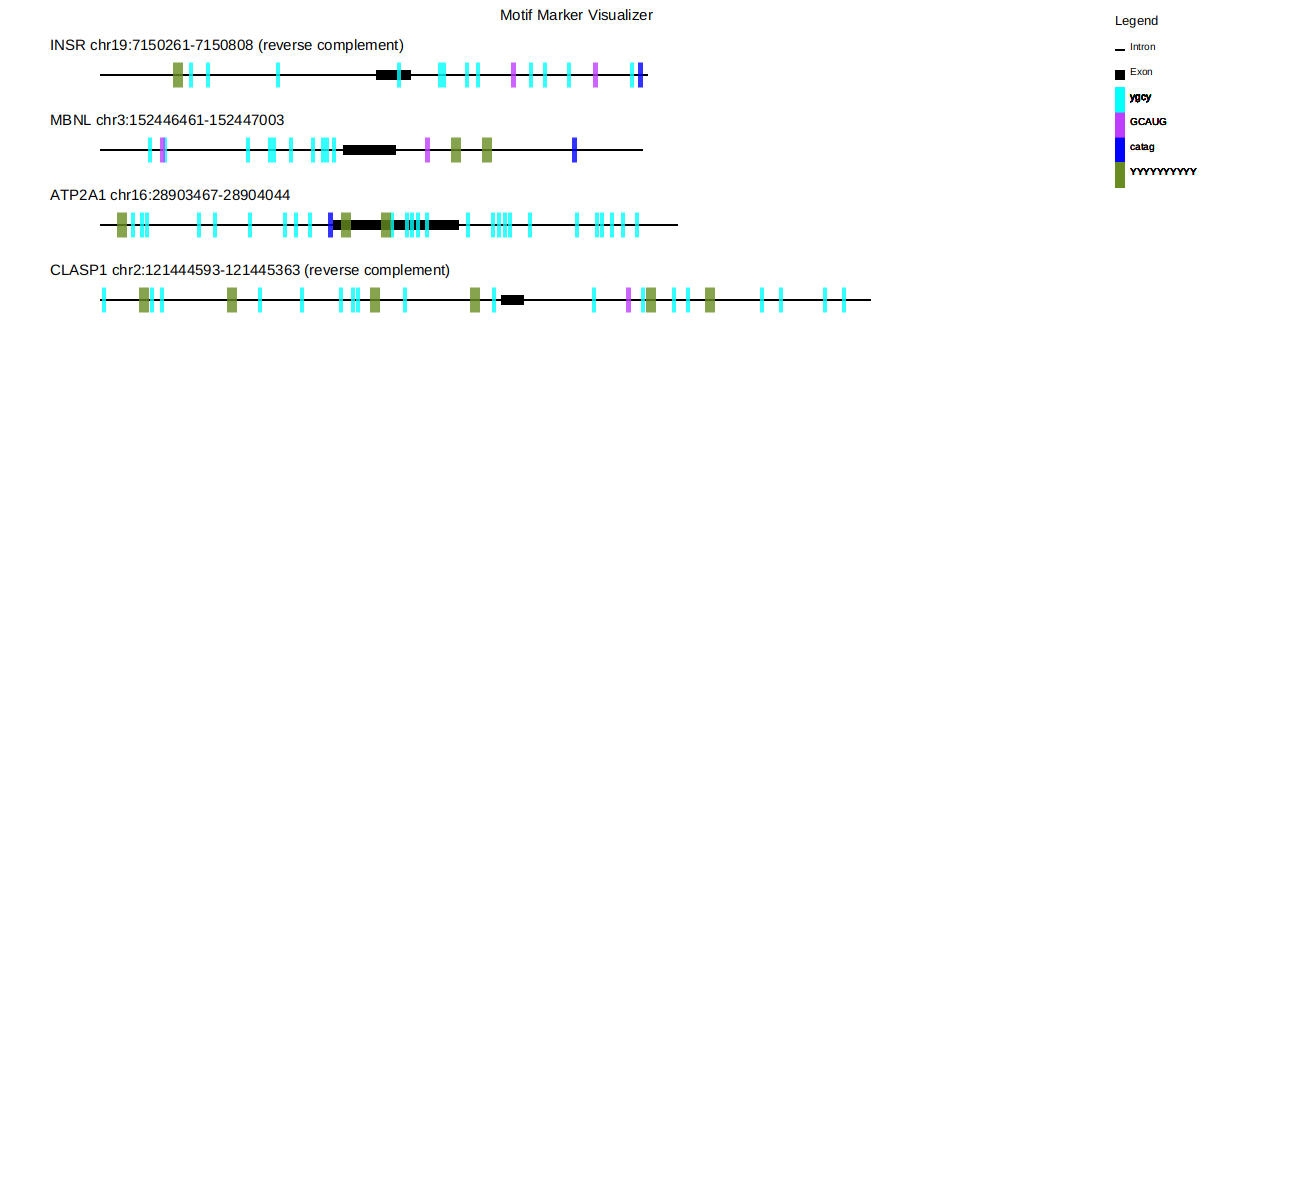 Motif Marker Visualizer
Legend
INSR chr19:7150261-7150808 (reverse complement)
Intron
Exon
ygcy
MBNL chr3:152446461-152447003
GCAUG
catag
YYYYYYYYYY
ATP2A1 chr16:28903467-28904044
CLASP1 chr2:121444593-121445363 (reverse complement)